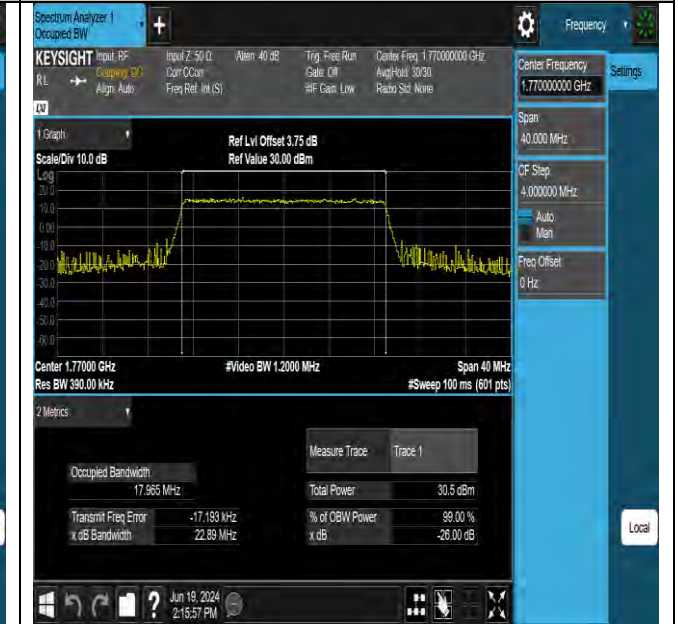 Spectrum Analyzer 1
Occupied BW
+
Frequency
KEYSIGHT Input: RF Input Z: 50 Ω Atten: 40 dB Trig: Free Run Center Freq: 1.770000000 GHz
RL Coupling: DC Corr CCorr Gate: Off Avg|Hold: 30/30
Align: Auto Freq Ref: Int (S) #IF Gain: Low Radio Std: None
LXI
Center Frequency
1.770000000 GHz
Settings
Span
40.000 MHz
CF Step
4.000000 MHz
Auto
Man
Freq Offset
0 Hz
1 Graph
Ref Lvl Offset 3.75 dB
Scale/Div 10.0 dB Ref Value 30.00 dBm
Log
20.0
10.0
0.00
-10.0
-20.0
-30.0
-40.0
-50.0
-60.0
Center 1.77000 GHz #Video BW 1.2000 MHz Span 40 MHz
Res BW 390.00 kHz #Sweep 100 ms (601 pts)
2 Metrics
Measure Trace Trace 1
Occupied Bandwidth
17.965 MHz Total Power 30.5 dBm
Transmit Freq Error -17.193 kHz % of OBW Power 99.00 %
x dB Bandwidth 22.89 MHz x dB -26.00 dB
Local
? Jun 19, 2024
2:15:57 PM